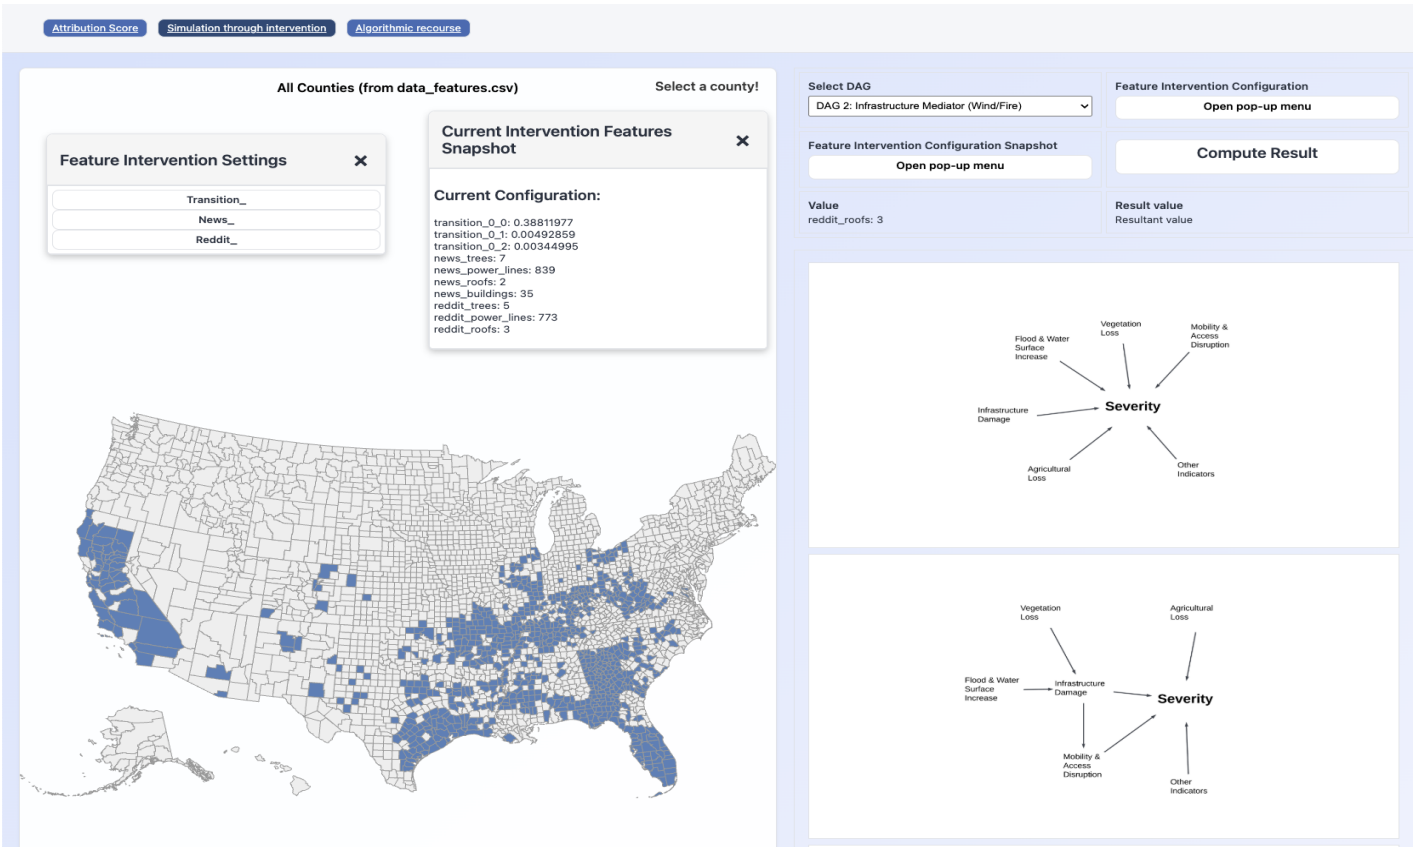 Attribution Score
Simulation through intervention
Algorithmic recourse
All Counties (from data_features.csv)
Select a county!
Feature Intervention Settings
Transition_
News_
Reddit_
Current Intervention Features
Snapshot
Current Configuration:
transition_0_0: 0.38811977
transition_0_1: 0.00492859
transition_0_2: 0.00344995
news_trees: 7
news_power_lines: 839
news_roofs: 2
news_buildings: 35
reddit_trees: 5
reddit_power_lines: 773
reddit_roofs: 3
Select DAG
DAG 2: Infrastructure Mediator (Wind/Fire)
Feature Intervention Configuration
Open pop-up menu
Feature Intervention Configuration Snapshot
Open pop-up menu
Compute Result
Value
reddit_roofs: 3
Result value
Resultant value
Flood & Water
Surface
Increase
Vegetation
Loss
Mobility &
Access
Disruption
Infrastructure
Damage
Severity
Agricultural
Loss
Other
Indicators
Vegetation
Loss
Agricultural
Loss
Flood & Water
Surface
Increase
Infrastructure
Damage
Severity
Mobility &
Access
Disruption
Other
Indicators